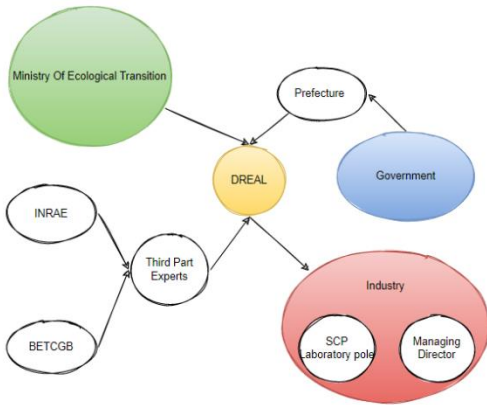 Ministry Of Ecological Transition
Prefecture
DREAL
Government
INRAE
Third Part
Experts
Industry
BETCGB
SCP
Laboratory pole
Managing
Director